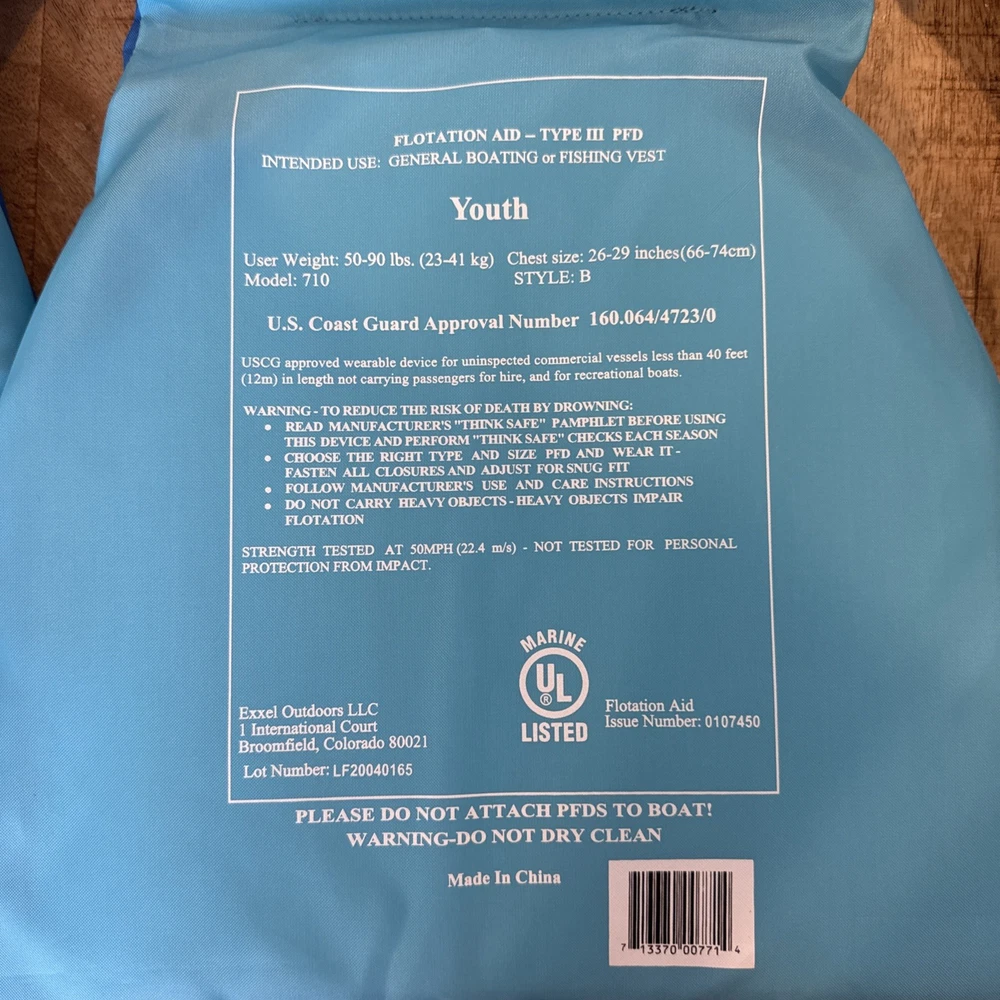 FLOTATION AID – TYPE III PFD
INTENDED USE: GENERAL BOATING or FISHING VEST
Youth
User Weight: 50-90 lbs. (23-41 kg) Chest size: 26-29 inches(66-74cm)
Model: 710 STYLE: B
U.S. Coast Guard Approval Number 160.064/4723/0
USCG approved wearable device for uninspected commercial vessels less than 40 feet
(12m) in length not carrying passengers for hire, and for recreational boats.
WARNING - TO REDUCE THE RISK OF DEATH BY DROWNING:
• READ MANUFACTURER'S "THINK SAFE" PAMPHLET BEFORE USING
THIS DEVICE AND PERFORM "THINK SAFE" CHECKS EACH SEASON
• CHOOSE THE RIGHT TYPE AND SIZE PFD AND WEAR IT -
FASTEN ALL CLOSURES AND ADJUST FOR SNUG FIT
• FOLLOW MANUFACTURER'S USE AND CARE INSTRUCTIONS
• DO NOT CARRY HEAVY OBJECTS - HEAVY OBJECTS IMPAIR
FLOTATION
STRENGTH TESTED AT 50MPH (22.4 m/s) - NOT TESTED FOR PERSONAL
PROTECTION FROM IMPACT.
MARINE
UL ®
LISTED
Flotation Aid
Issue Number: 0107450
Exxel Outdoors LLC
1 International Court
Broomfield, Colorado 80021
Lot Number: LF20040165
PLEASE DO NOT ATTACH PFDS TO BOAT!
WARNING-DO NOT DRY CLEAN
Made In China
7 13370 00771 4